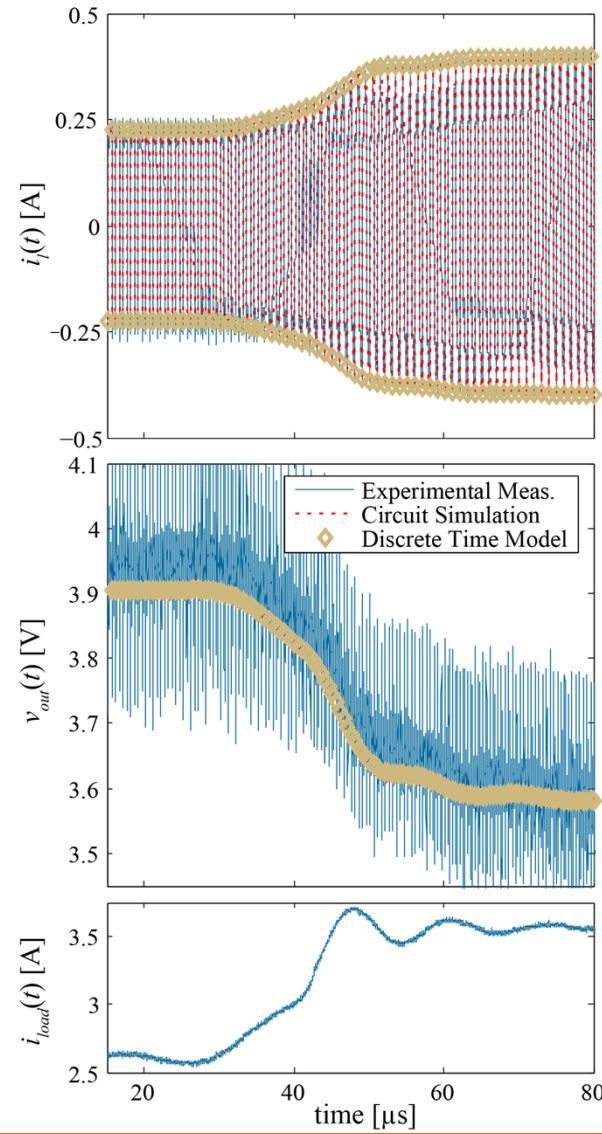 0.5
0.25
0
−0.25
−0.5
i_l(t) [A]
4.1
4
3.9
3.8
3.7
3.6
3.5
v_out(t) [V]
Experimental Meas.
Circuit Simulation
Discrete Time Model
3.5
3
2.5
i_load(t) [A]
20
40
60
80
time [µs]